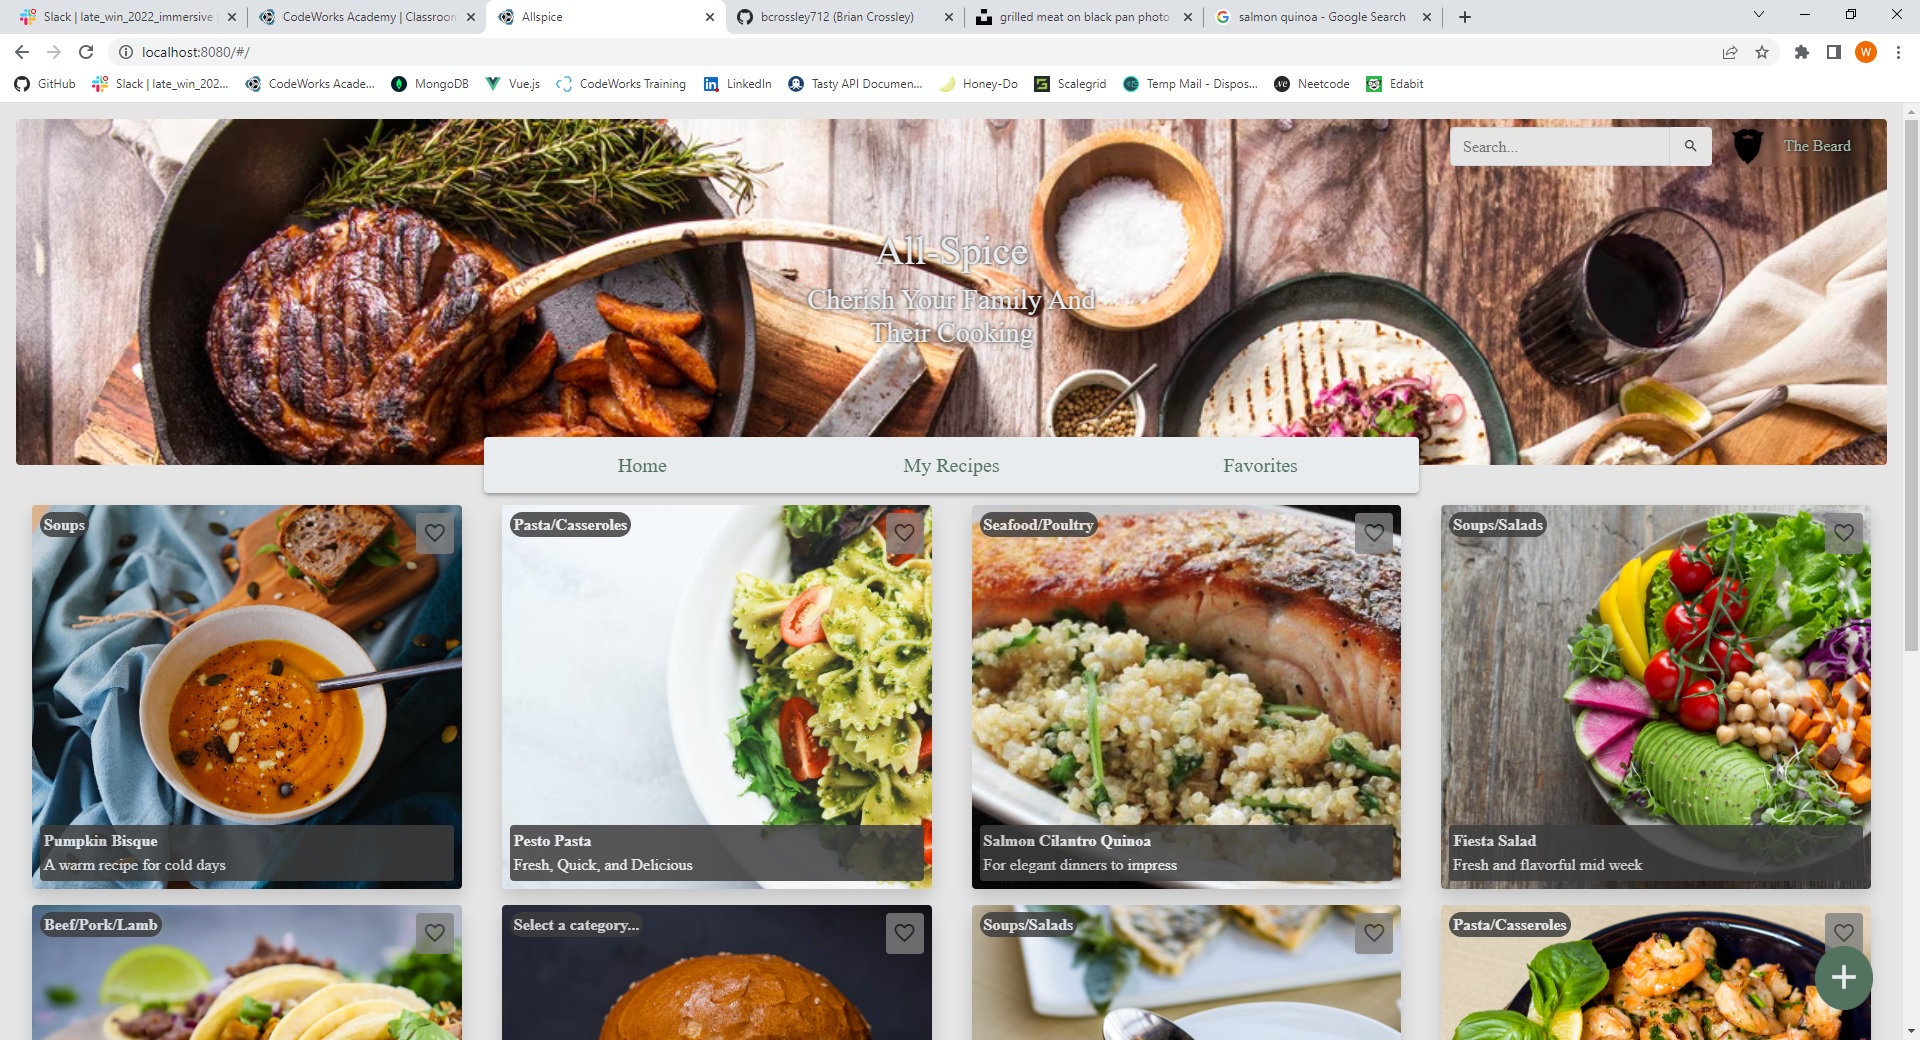 Slack | late_win_2022_immersive
CodeWorks Academy | Classroom
Allspice
bcrossley712 (Brian Crossley)
grilled meat on black pan photo
salmon quinoa - Google Search
localhost:8080/#/
W
GitHub
Slack | late_win_202...
CodeWorks Acade...
MongoDB
Vue.js
CodeWorks Training
LinkedIn
Tasty API Documen...
Honey-Do
Scalegrid
Temp Mail - Dispos...
Neetcode
Edabit
Search...
The Beard
All-Spice
Cherish Your Family And
Their Cooking
Home
My Recipes
Favorites
Soups
Pumpkin Bisque
A warm recipe for cold days
Pasta/Casseroles
Pesto Pasta
Fresh, Quick, and Delicious
Seafood/Poultry
Salmon Cilantro Quinoa
For elegant dinners to impress
Soups/Salads
Fiesta Salad
Fresh and flavorful mid week
Beef/Pork/Lamb
Select a category...
Soups/Salads
Pasta/Casseroles